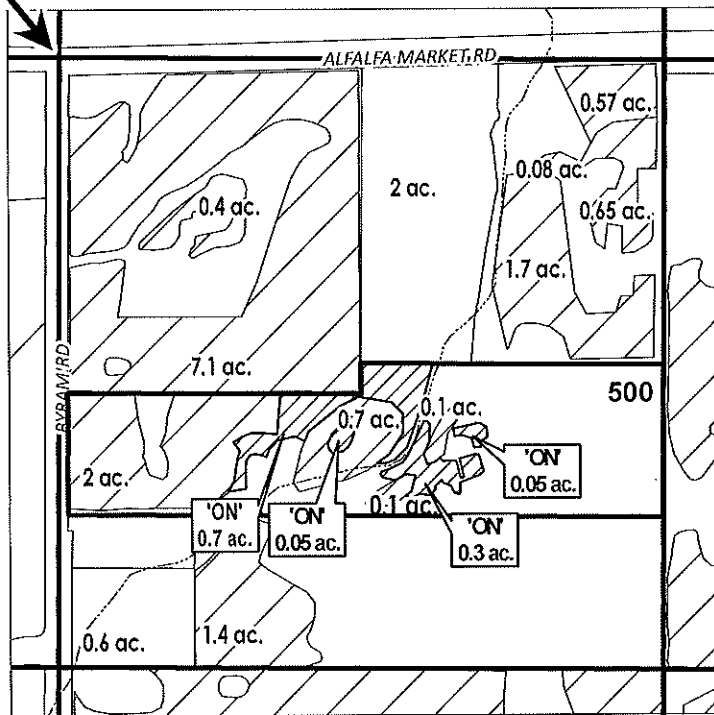 ALFALFA MARKET RD
0.57 ac.
0.08 ac.
0.4 ac.
2 ac.
0.65 ac.
1.7 ac.
BYRAM RD
7.1 ac.
500
0.7 ac.
0.1 ac.
2 ac.
'ON'
0.05 ac.
0.1 ac.
'ON'
0.7 ac.
'ON'
0.05 ac.
'ON'
0.3 ac.
0.6 ac.
1.4 ac.